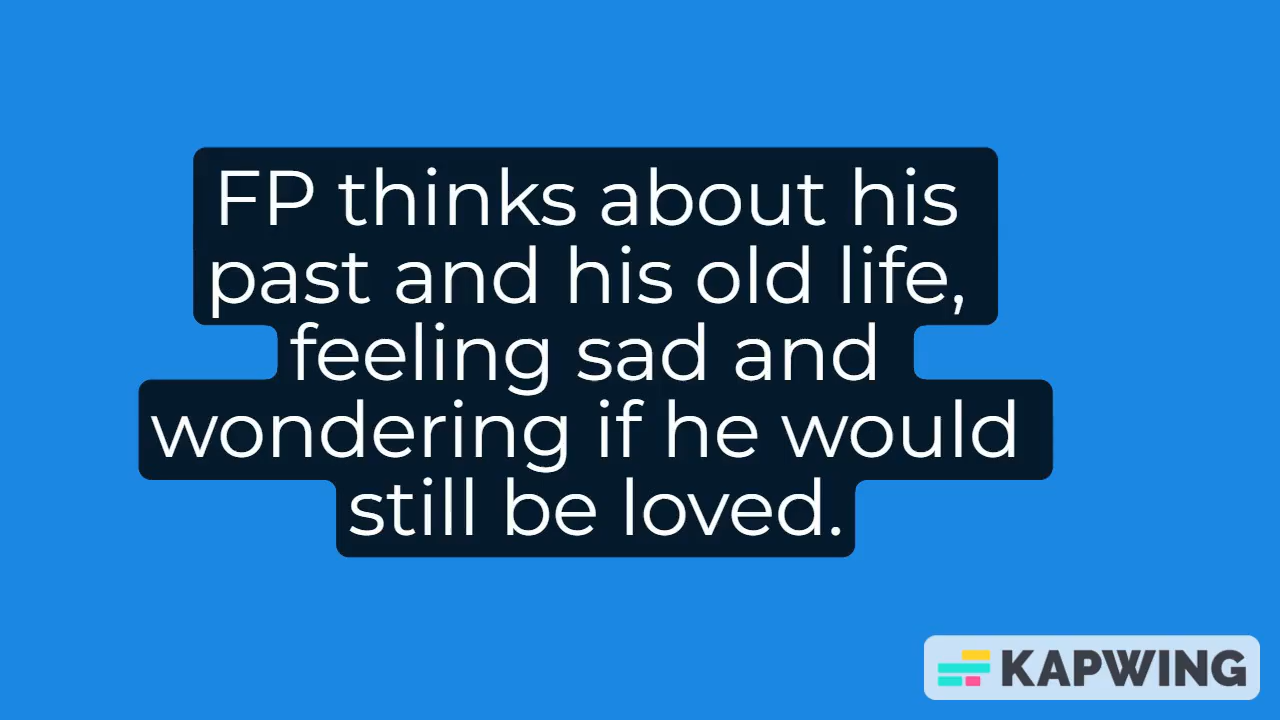 FP thinks about his
past and his old life,
feeling sad and
wondering if he would
still be loved.
KAPWING